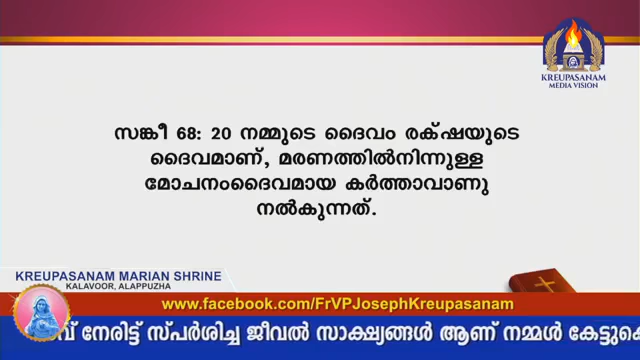 KREUPASANAM
MEDIA VISION
സങ്കീ 68: 20 നമ്മുടെ ദൈവം രക്ഷയുടെ
ദൈവമാണ്, മരണത്തിൽനിന്നുള്ള
മോചനംദൈവമായ കർത്താവാണു
നൽകുന്നത്.
KREUPASANAM MARIAN SHRINE
KALAVOOR, ALAPPUZHA
www.facebook.com/FrVPJosephKreupasanam
നേരിട്ട് സ്പർശിച്ച ജീവൽ സാക്ഷ്യങ്ങൾ ആണ് നമ്മൾ